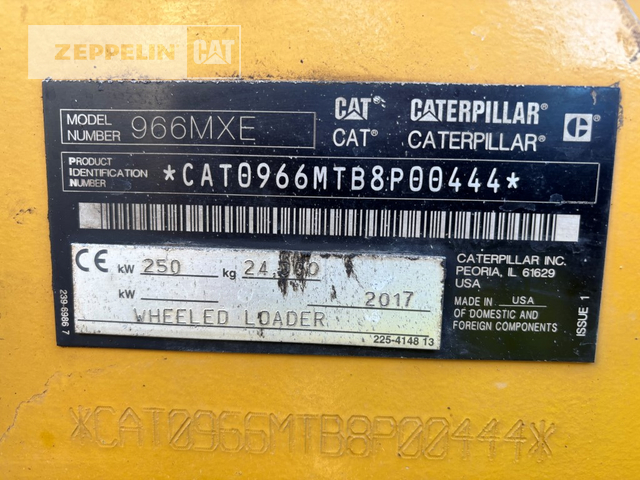 ZEPPELIN CAT
MODEL NUMBER 966MXE
CAT CATERPILLAR
CAT® CATERPILLAR® C
PRODUCT IDENTIFICATION NUMBER *CAT0966MTB8P00444*
CE kW 250 kg
kW 2017
WHEELED LOADER
225-4148 13
239-6986 7
CATERPILLAR INC.
PEORIA, IL 61629
USA
MADE IN USA
OF DOMESTIC AND
FOREIGN COMPONENTS
ISSUE 1
*CAT0966MTB8P00444*